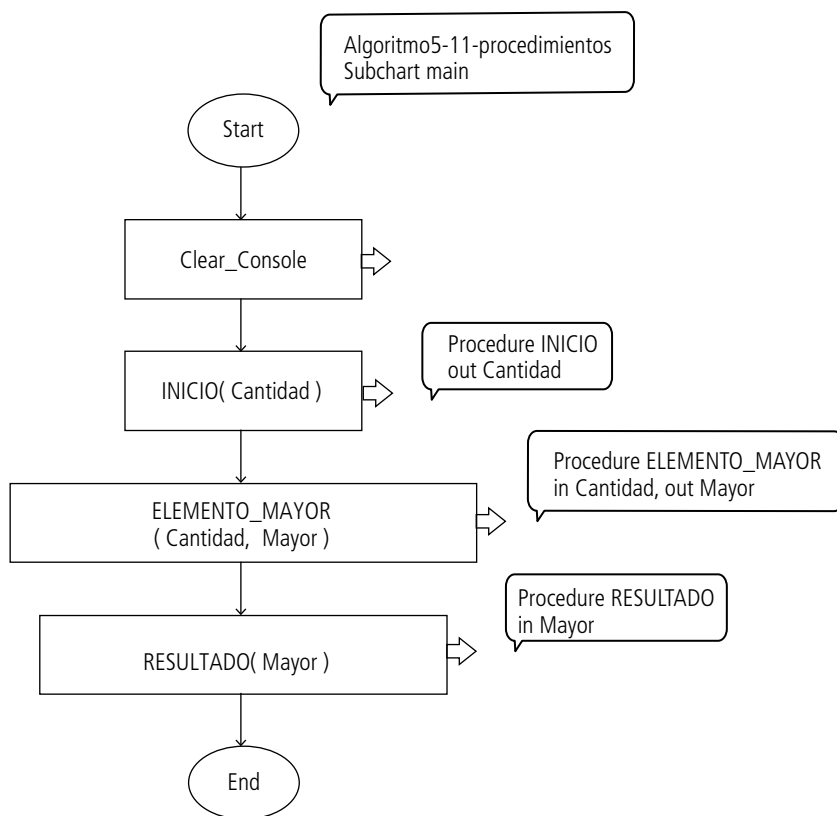 Algoritmo5-11-procedimientos
Subchart main
Start
Clear_Console
Procedure INICIO
out Cantidad
INICIO( Cantidad )
Procedure ELEMENTO_MAYOR
in Cantidad, out Mayor
ELEMENTO_MAYOR
( Cantidad, Mayor )
Procedure RESULTADO
in Mayor
RESULTADO( Mayor )
End